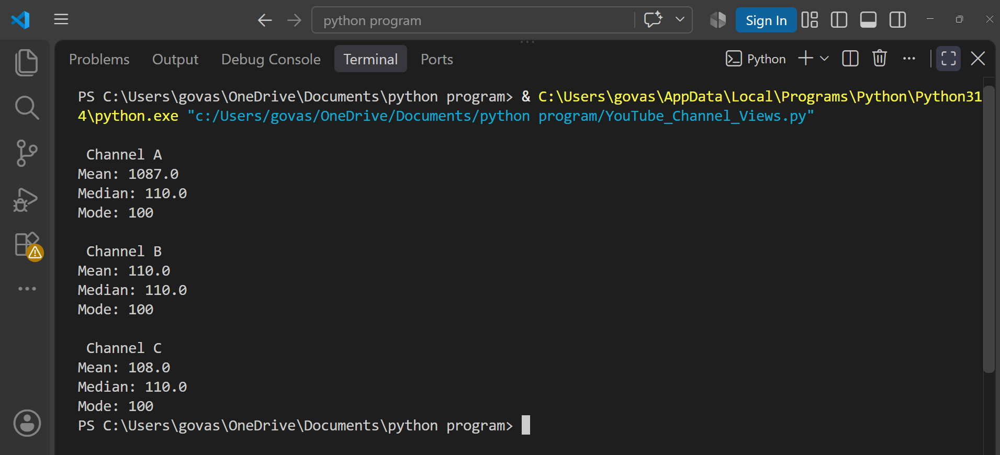 python program
Sign In
Problems Output Debug Console Terminal Ports Python
PS C:\Users\govas\OneDrive\Documents\python program> & C:\Users\govas\AppData\Local\Programs\Python\Python31
4\python.exe "c:/Users/govas/OneDrive/Documents/python program/YouTube_Channel_Views.py"
Channel A
Mean: 1087.0
Median: 110.0
Mode: 100
Channel B
Mean: 110.0
Median: 110.0
Mode: 100
Channel C
Mean: 108.0
Median: 110.0
Mode: 100
PS C:\Users\govas\OneDrive\Documents\python program>